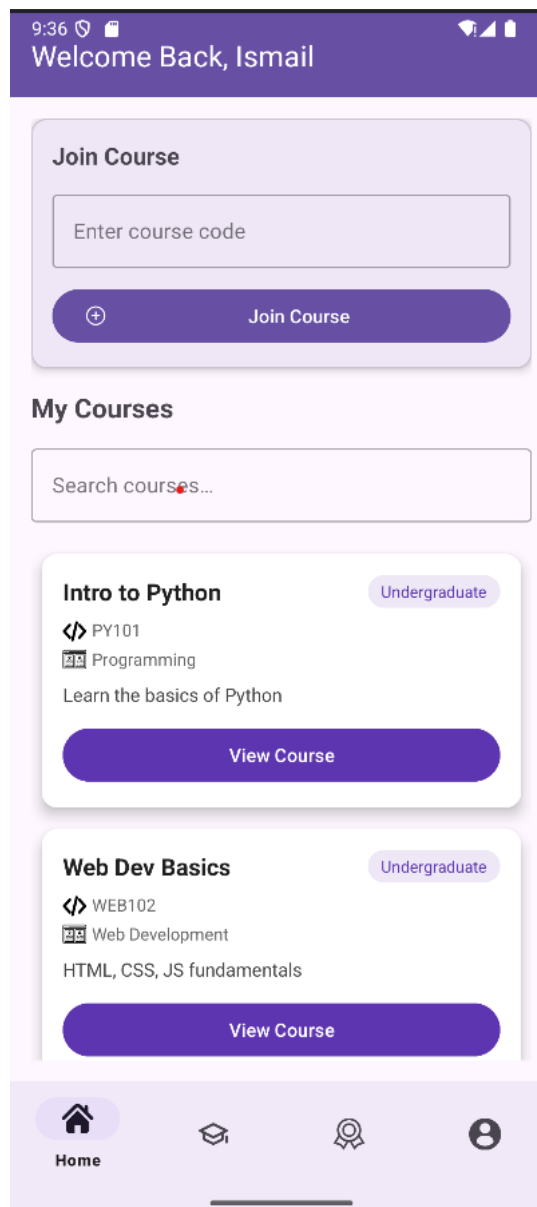 9:36
Welcome Back, Ismail
Join Course
Enter course code
Join Course
My Courses
Search courses...
Intro to Python
Undergraduate
PY101
Programming
Learn the basics of Python
View Course
Web Dev Basics
Undergraduate
WEB102
Web Development
HTML, CSS, JS fundamentals
View Course
Home